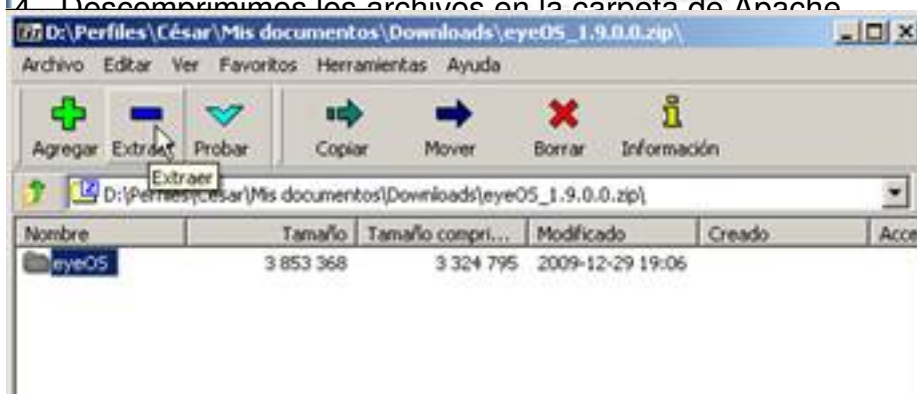 4.- Descomprimimos los archivos en la carpeta de Apache
D:\Perfiles\César\Mis documentos\Downloads\eyeOS_1.9.0.0.zip\
Archivo Editar Ver Favoritos Herramientas Ayuda
Agregar Extraer Probar Copiar Mover Borrar Información
Extraer
D:\Perfiles\César\Mis documentos\Downloads\eyeOS_1.9.0.0.zip\
Nombre Tamaño Tamaño compri... Modificado Creado Acce
eyeOS 3 853 368 3 324 795 2009-12-29 19:06